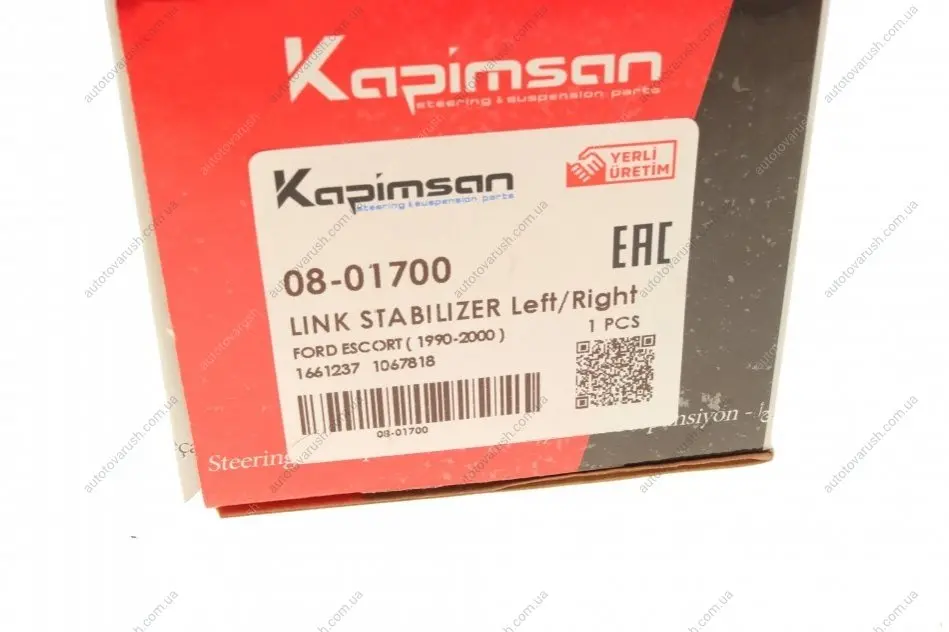 Kapimsan
steering & suspension parts
Kapimsan
steering & suspension parts
YERLİ
ÜRETİM
EAC
08-01700
LINK STABILIZER Left/Right
FORD ESCORT ( 1990-2000 )
1 PCS
1661237 1067818
08-01700
Steering
autotovarush.com.ua